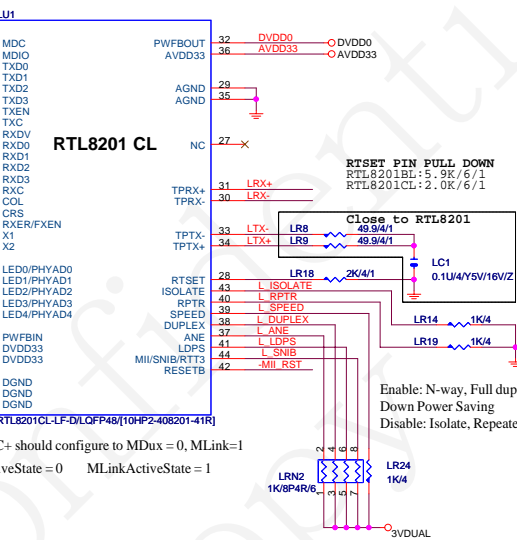 LU1
MDC PWFBOUT 32 DVDD0 DVDD0
MDIO AVDD33 36 AVDD33 AVDD33
TXD0
TXD1
TXD2 AGND 29
TXD3 AGND 35
TXEN
TXC
RXDV
RXD0 RTL8201 CL NC 27
RXD1
RXD2
RXD3
RXC TPRX+ 31 LRX+
COL TPRX- 30 LRX-
CRS
RXER/FXEN
X1 TPTX- 33 LTX- LR8 49.9/4/1
X2 TPTX+ 34 LTX+ LR9 49.9/4/1
RTSET PIN PULL DOWN
RTL8201BL:5.9K/6/1
RTL8201CL:2.0K/6/1
Close to RTL8201
LC1
0.1U/4/Y5V/16V/Z
LED0/PHYAD0
LED1/PHYAD1 RTSET 28 LR18 2K/4/1
LED2/PHYAD2 ISOLATE 43 L_ISOLATE
LED3/PHYAD3 RPTR 40 L_RPTR
LED4/PHYAD4 SPEED 39 L_SPEED
DUPLEX 38 L_DUPLEX
PWFBIN ANE 37 L_ANE
DVDD33 LDPS 41 L_LDPS
DVDD33 MII/SNIB/RTT3 44 L_SNIB
RESETB 42 -MII_RST
DGND
DGND
DGND
LR14 1K/4
LR19 1K/4
RTL8201CL-LF-D/LQFP48/[10HP2-408201-41R]
Enable: N-way, Full dup
Down Power Saving
Disable: Isolate, Repeate
C+ should configure to MDux = 0, MLink=1
iveState = 0 MLinkActiveState = 1
2 4 6 8
LRN2
1K/8P4R/6
1 3 5 7
LR24
1K/4
3VDUAL
Confidenti
opy